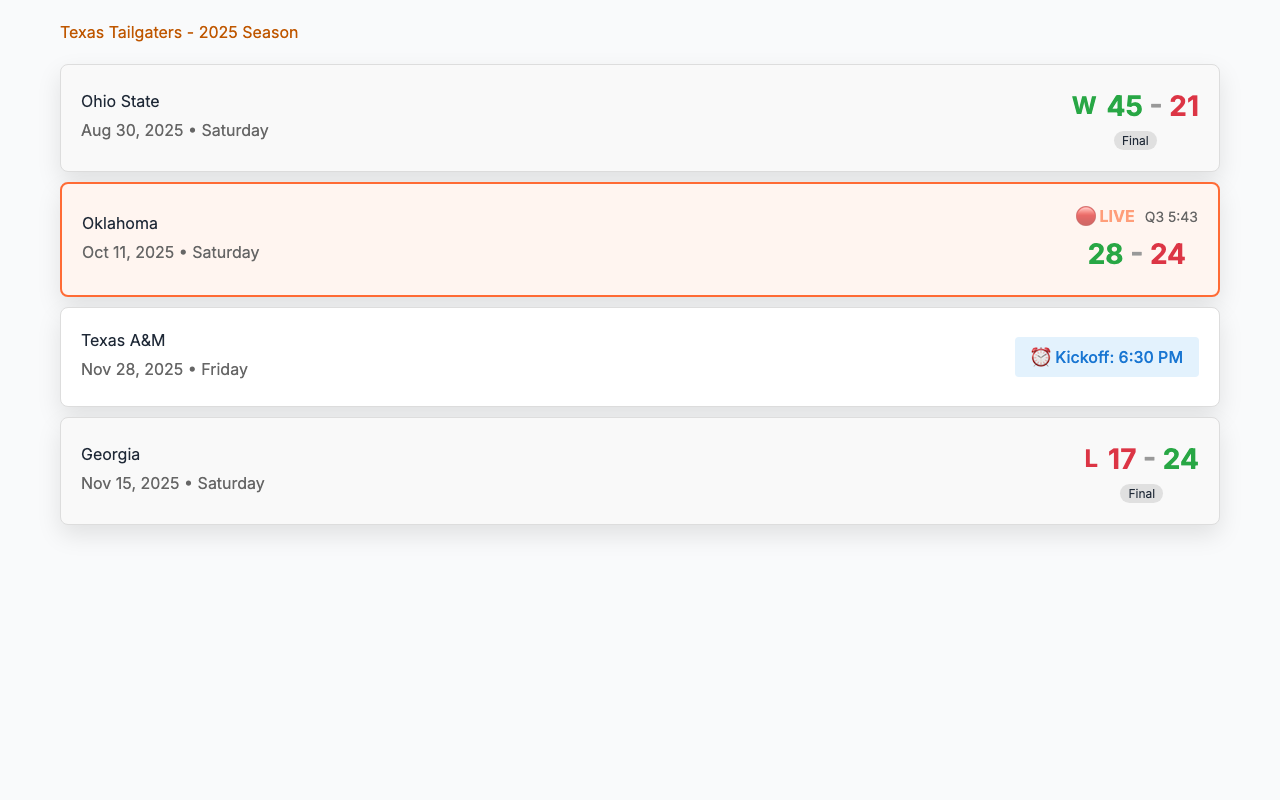 Texas Tailgaters - 2025 Season
Ohio State
Aug 30, 2025 • Saturday
W 45 - 21
Final
Oklahoma
Oct 11, 2025 • Saturday
🔴 LIVE Q3 5:43
28 - 24
Texas A&M
Nov 28, 2025 • Friday
⏰ Kickoff: 6:30 PM
Georgia
Nov 15, 2025 • Saturday
L 17 - 24
Final